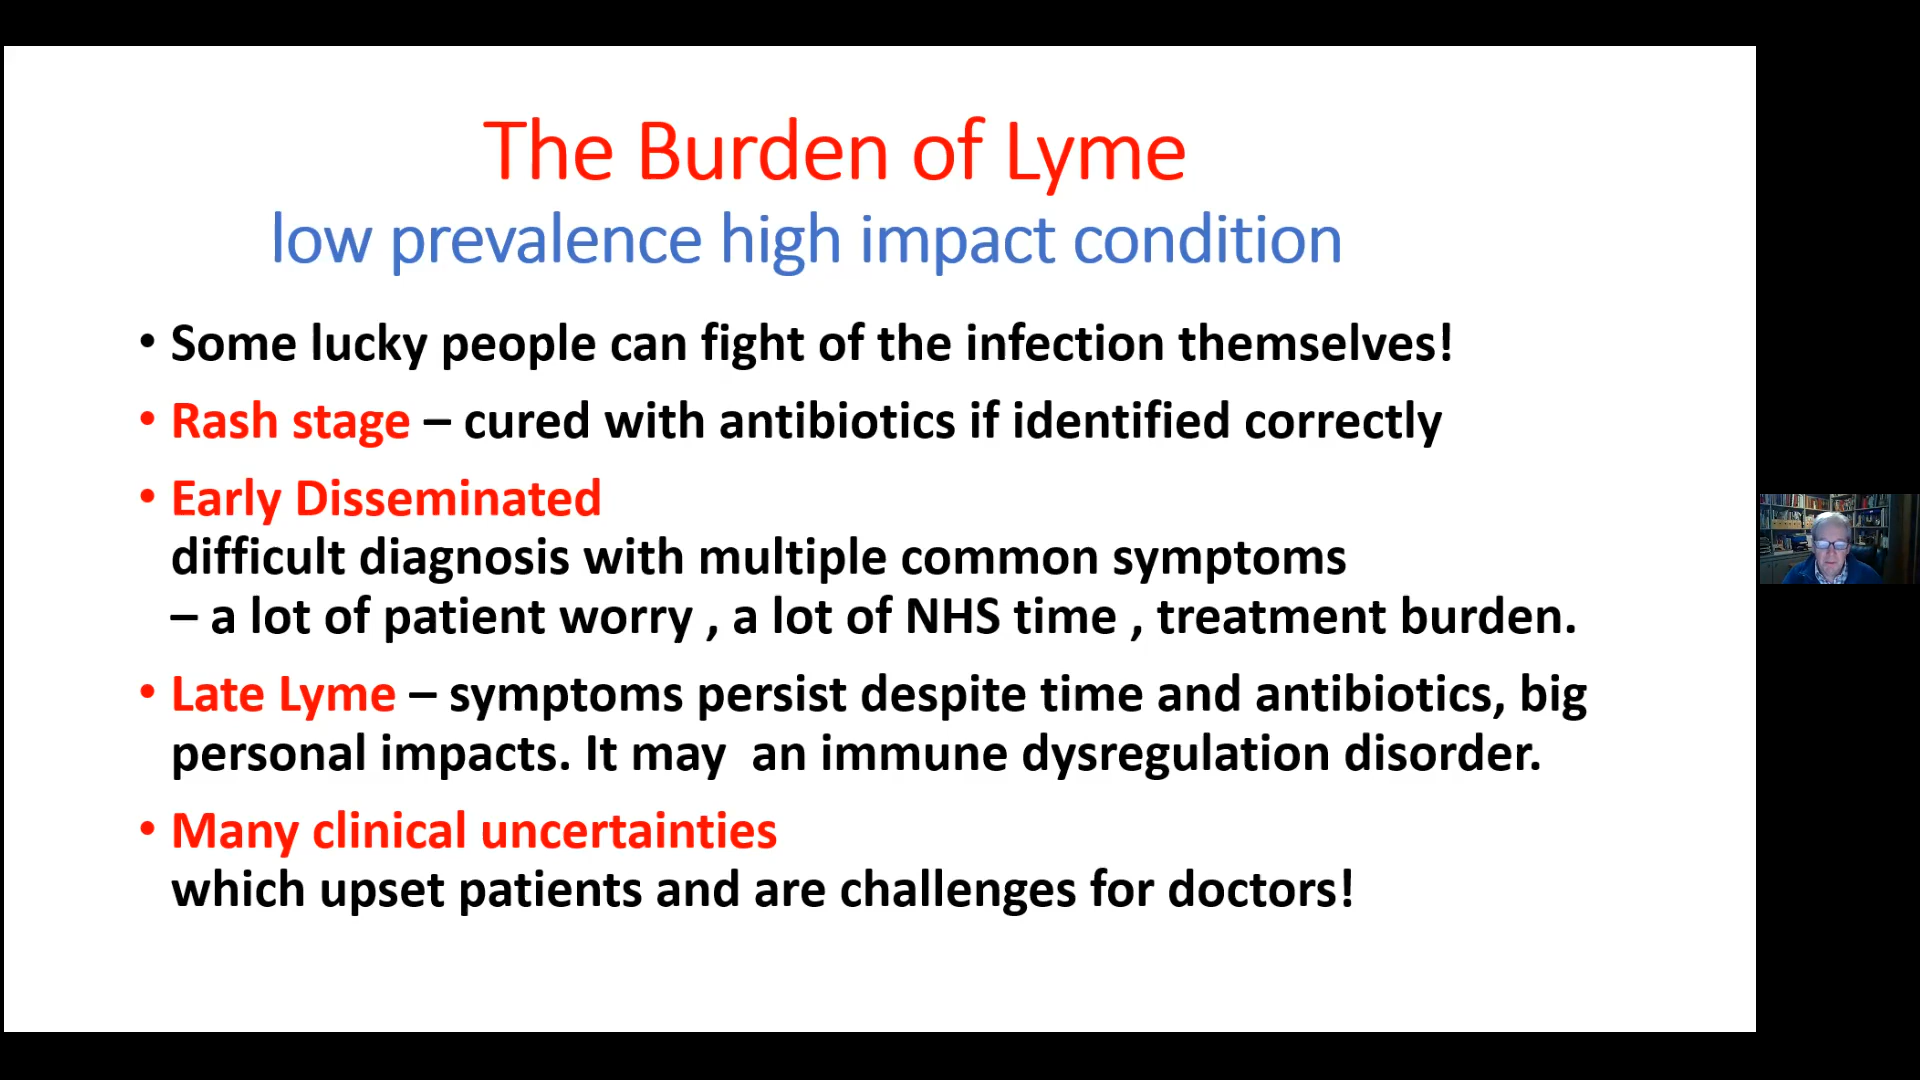 The Burden of Lyme
low prevalence high impact condition
• Some lucky people can fight of the infection themselves!
• Rash stage – cured with antibiotics if identified correctly
• Early Disseminated
difficult diagnosis with multiple common symptoms
– a lot of patient worry , a lot of NHS time , treatment burden.
• Late Lyme – symptoms persist despite time and antibiotics, big
personal impacts. It may  an immune dysregulation disorder.
• Many clinical uncertainties
which upset patients and are challenges for doctors!